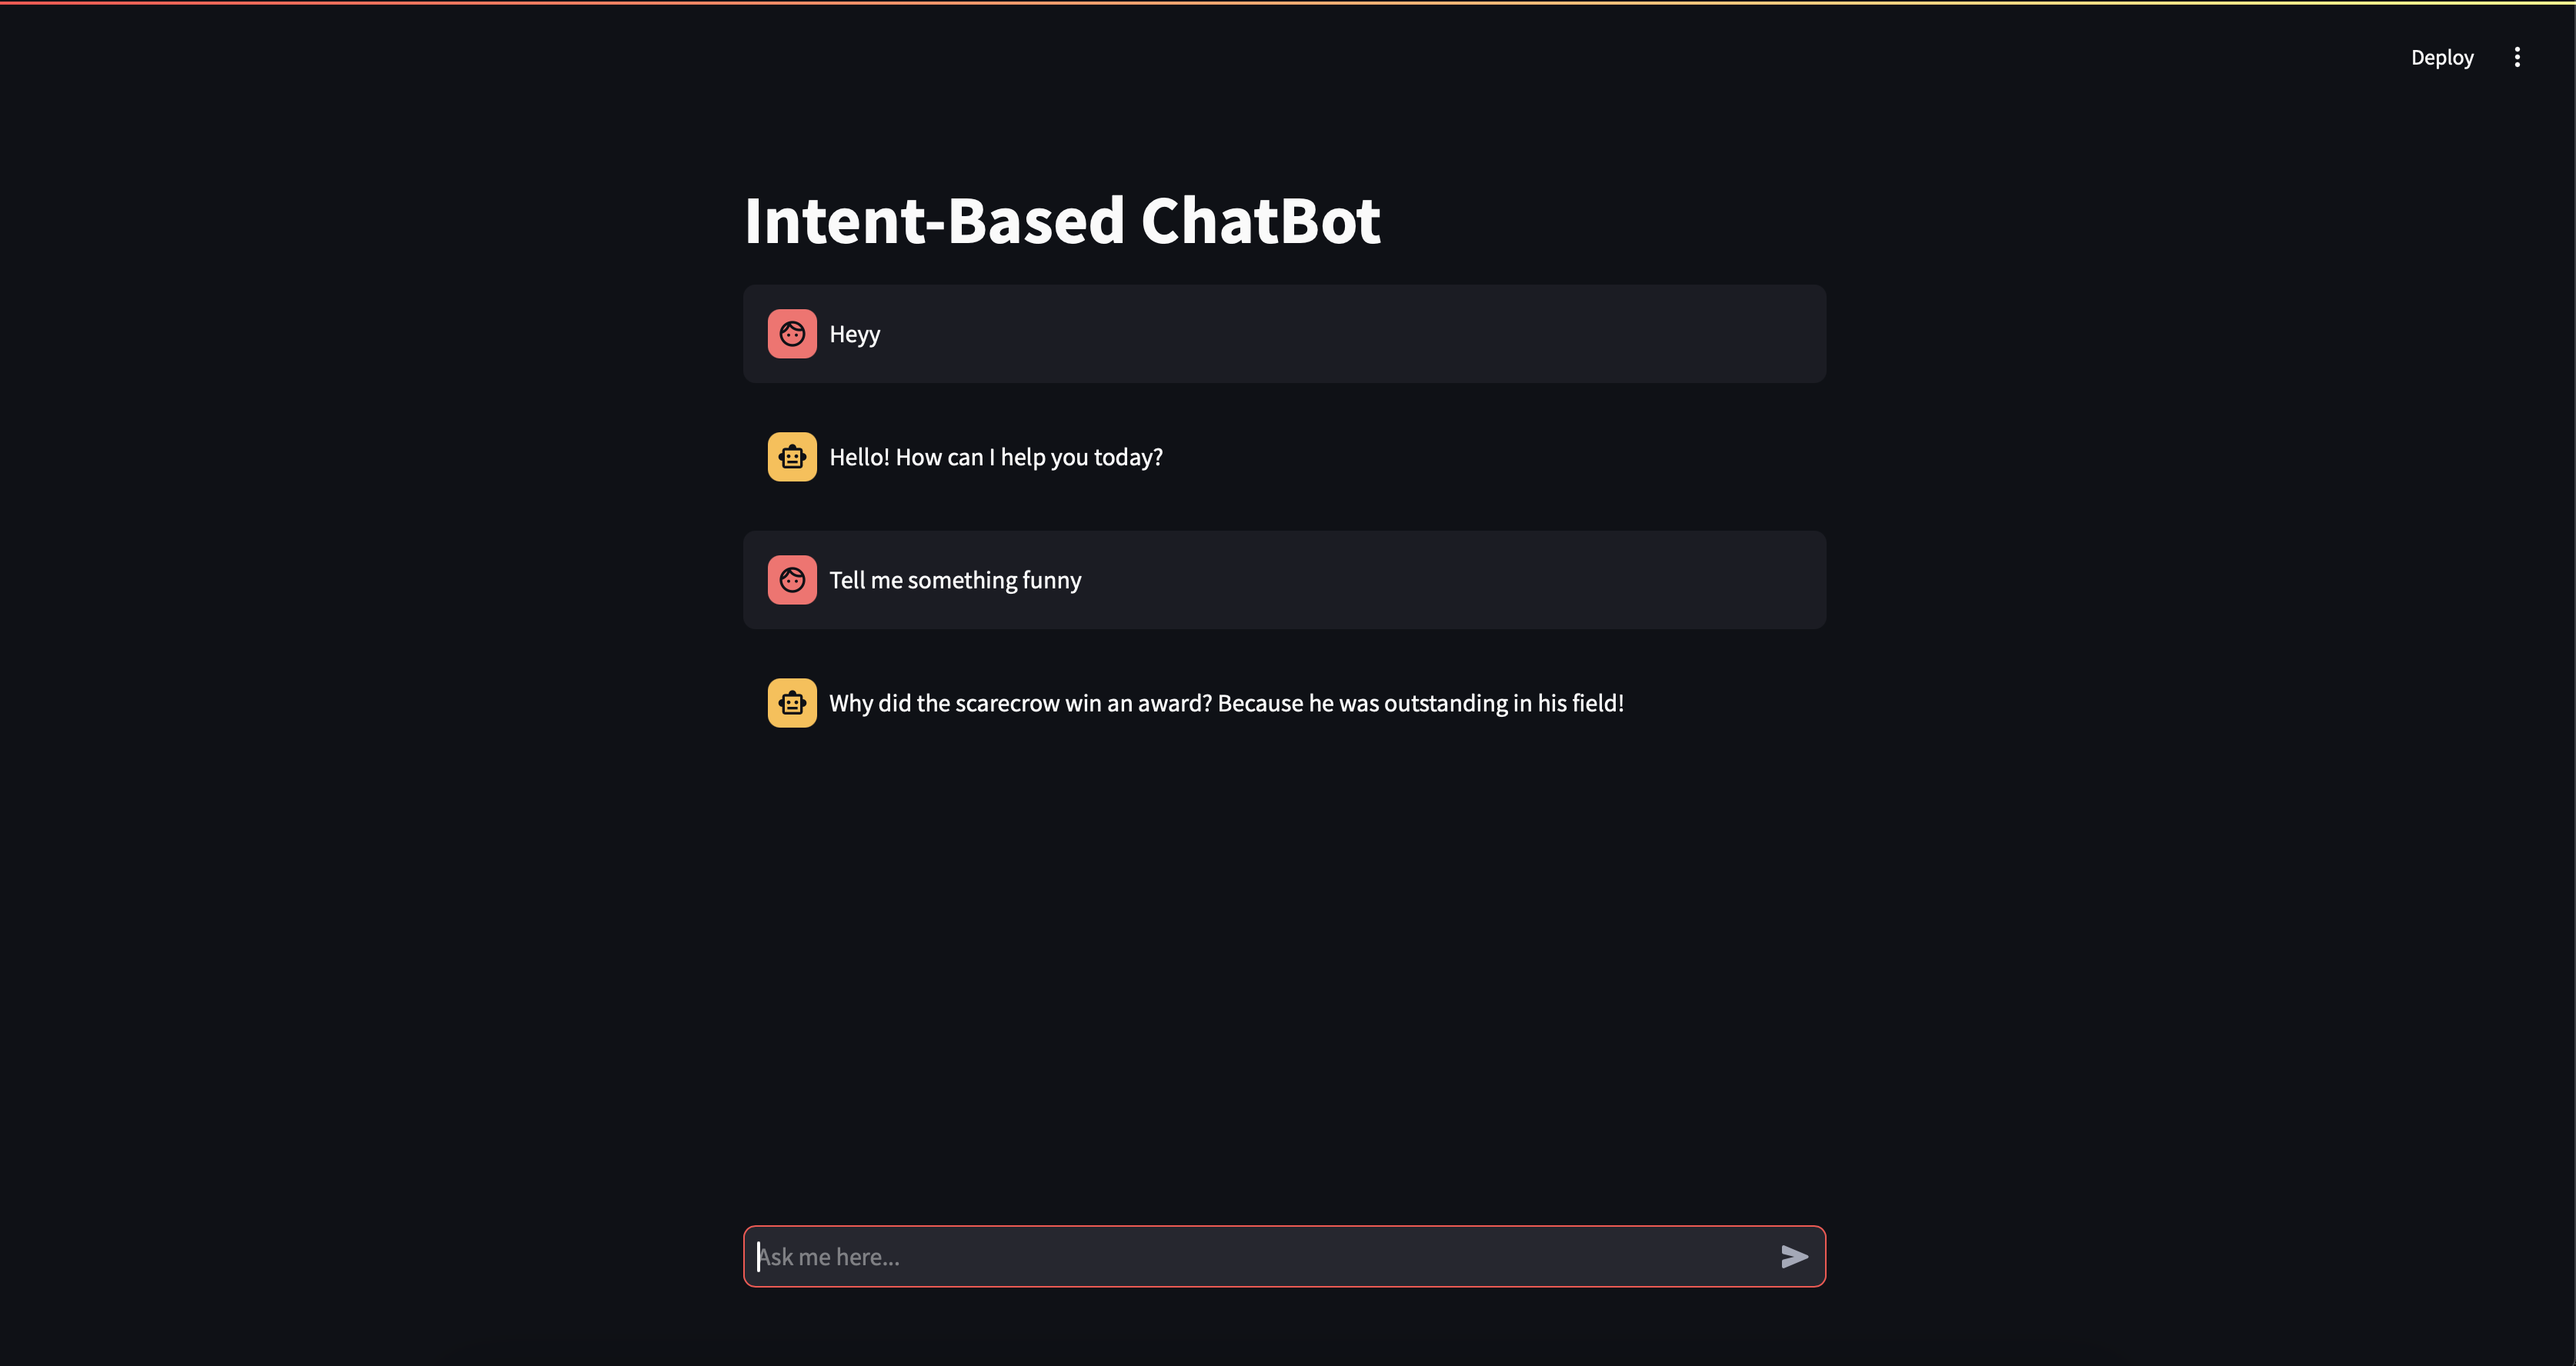 Deploy
Intent-Based ChatBot
Heyy
Hello! How can I help you today?
Tell me something funny
Why did the scarecrow win an award? Because he was outstanding in his field!
Ask me here...